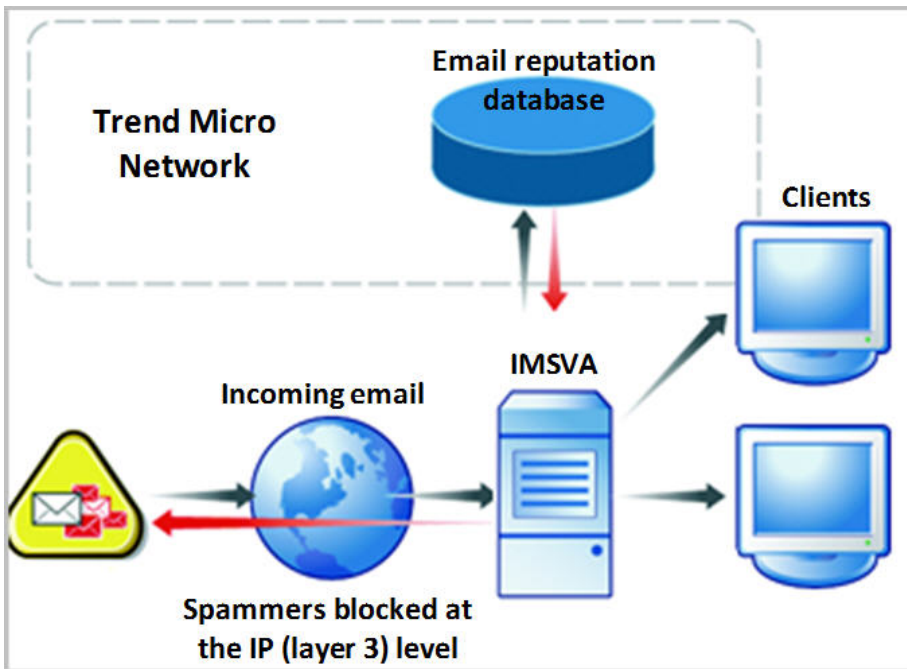 Email reputation
database
Trend Micro
Network
Clients
IMSVA
Incoming email
Spammers blocked at
the IP (layer 3) level